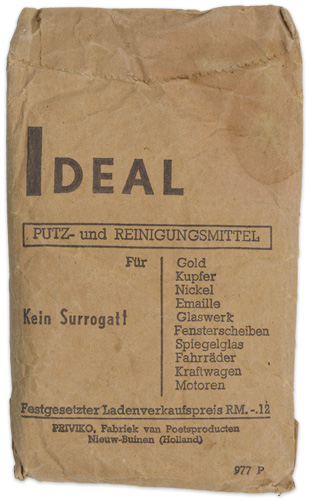 IDEAL
PUTZ- und REINIGUNGSMITTEL
Für
Gold
Kupfer
Nickel
Emaille
Glaswerk
Fensterscheiben
Spiegelglas
Fahrräder
Kraftwagen
Motoren
Kein Surrogat!
Festgesetzter Ladenverkaufspreis RM. -.12
PRIVIKO, Fabriek van Poetsproducten
Nieuw-Buinen (Holland)
977 P